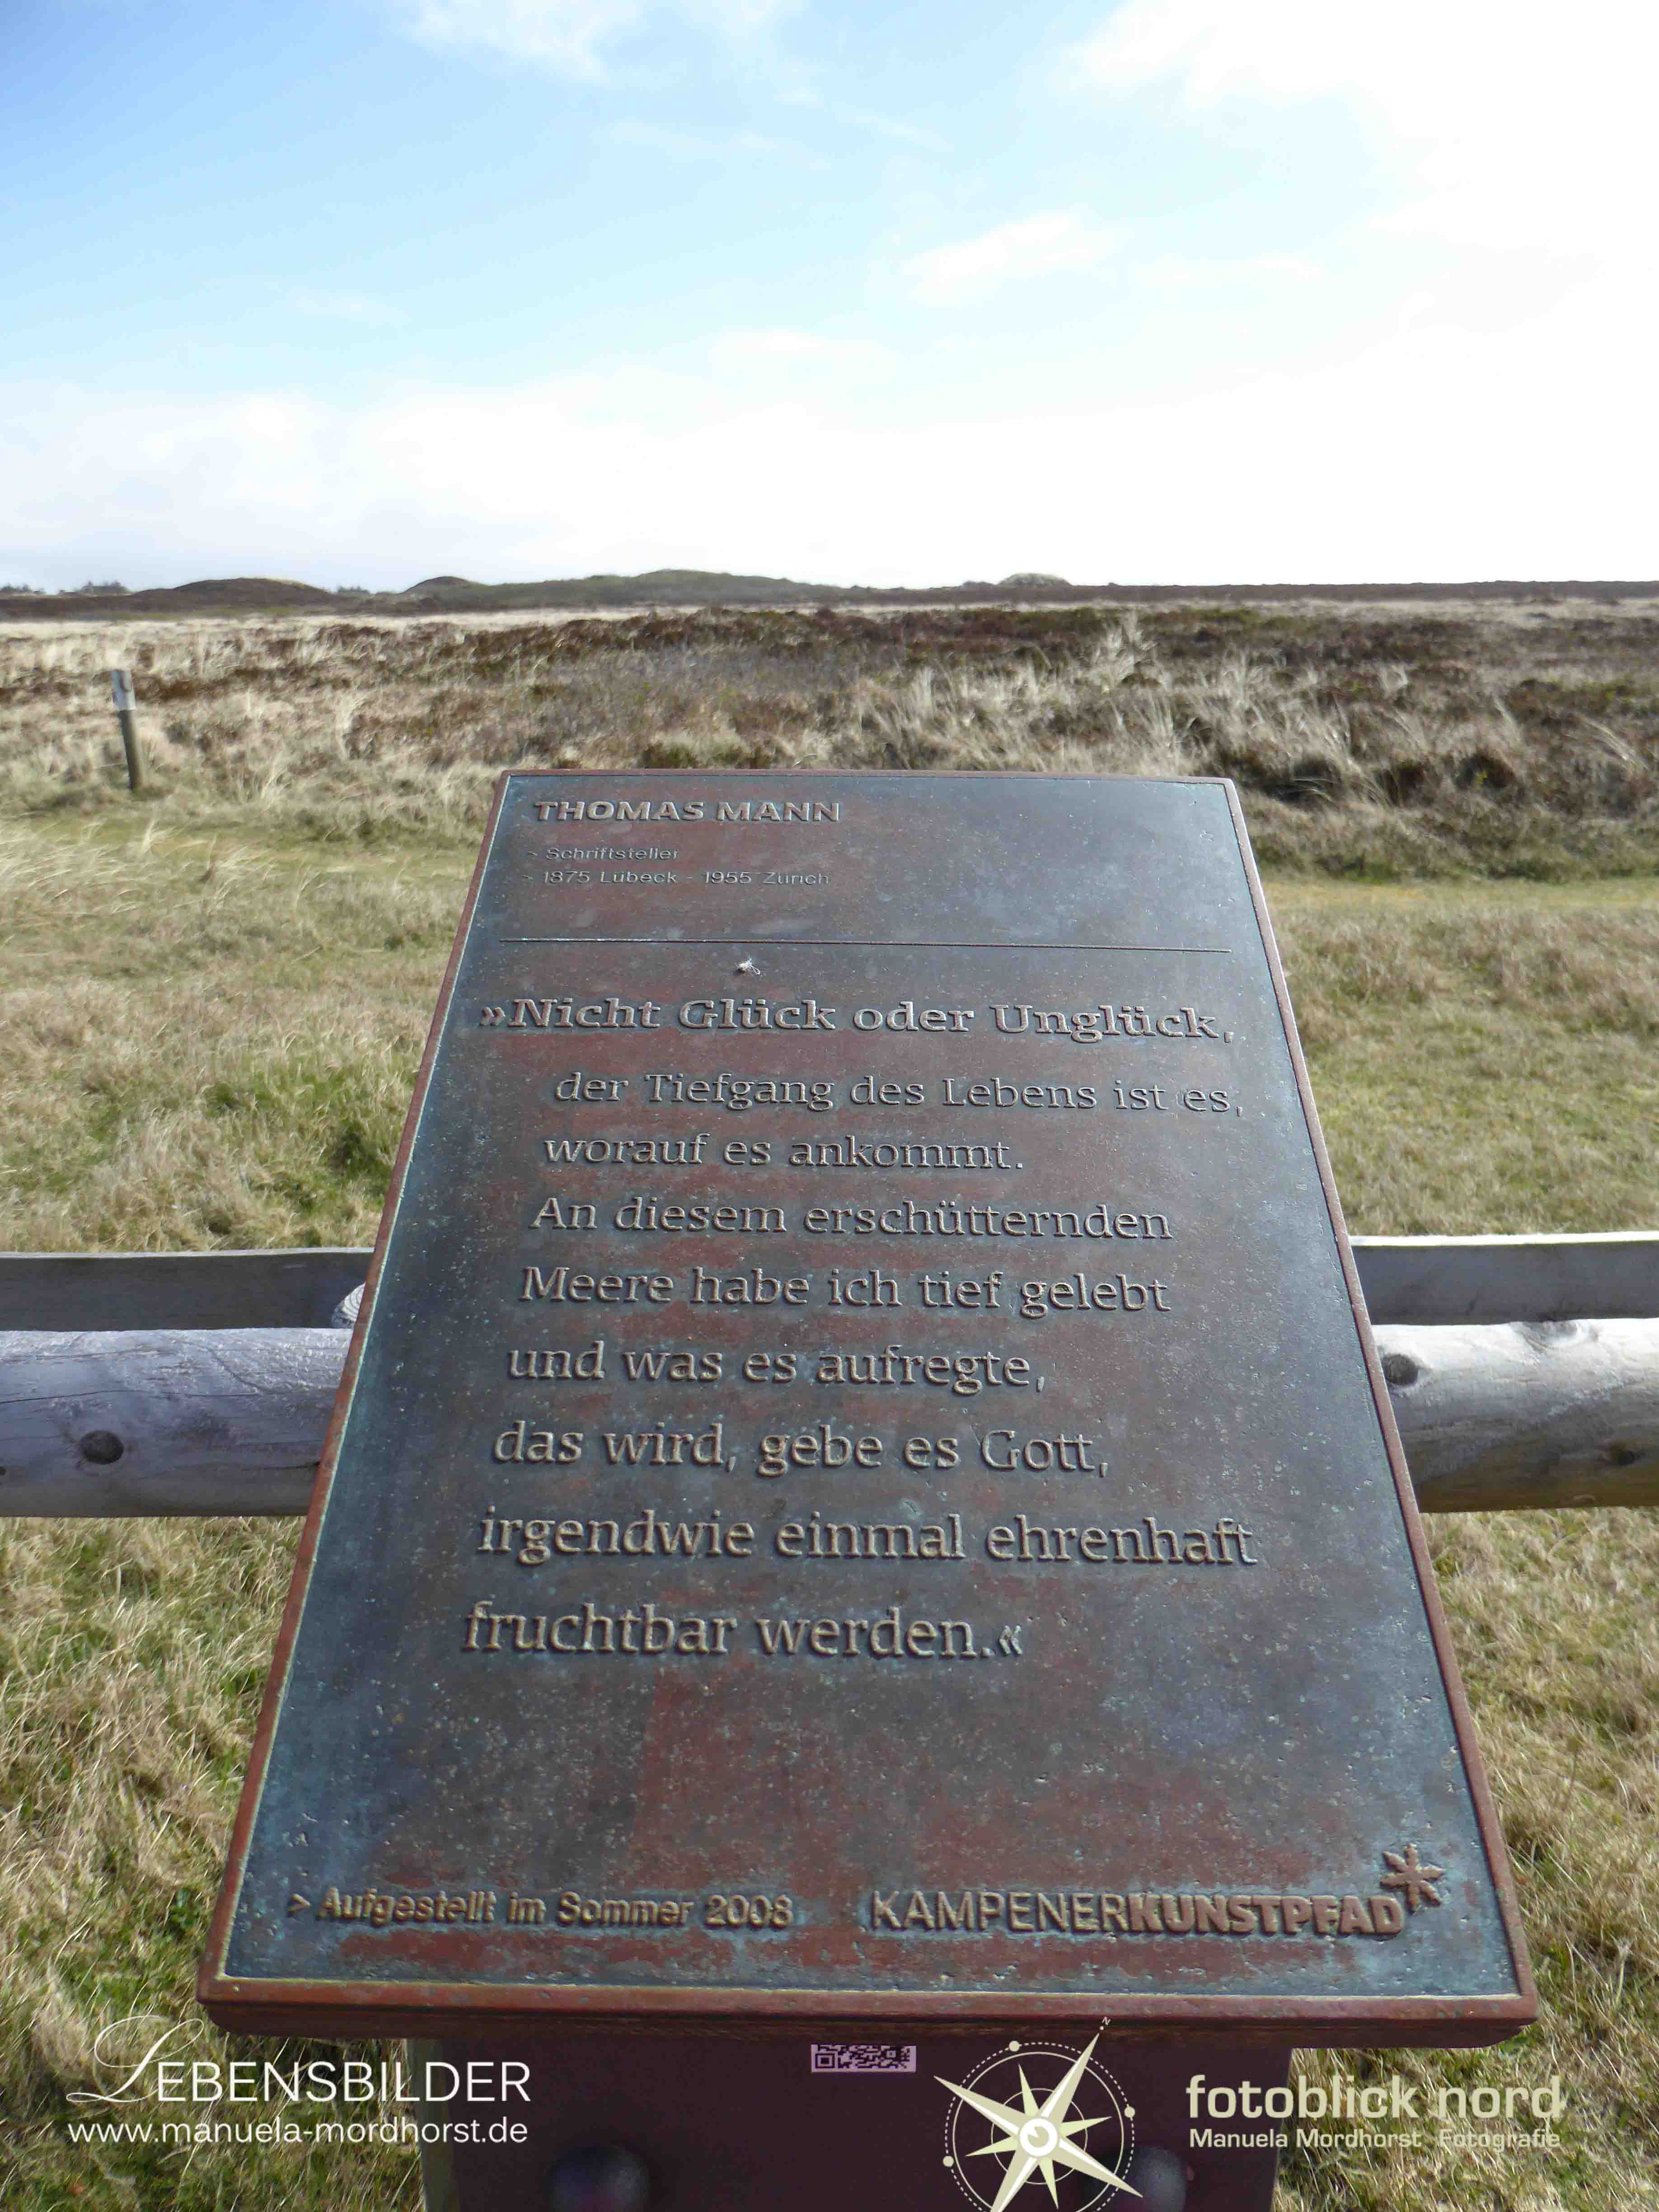 THOMAS MANN
> Schriftsteller
> 1875 Lübeck - 1955 Zürich
»Nicht Glück oder Unglück,
der Tiefgang des Lebens ist es,
worauf es ankommt.
An diesem erschütternden
Meere habe ich tief gelebt
und was es aufregte,
das wird, gebe es Gott,
irgendwie einmal ehrenhaft
fruchtbar werden.«
> Aufgestellt im Sommer 2008 KAMPENERKUNSTPFAD*
LEBENSBILDER
www.manuela-mordhorst.de
N
fotoblick nord
Manuela Mordhorst Fotografie